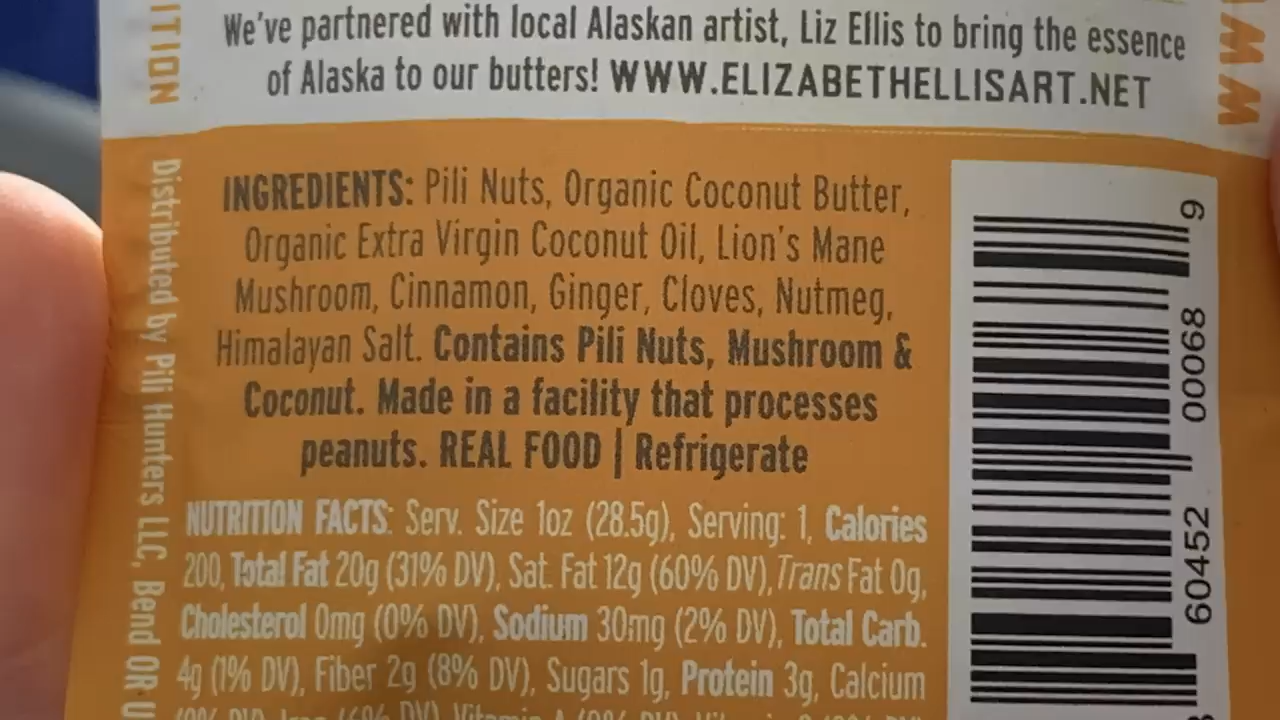 We've partnered with local Alaskan artist, Liz Ellis to bring the essence
of Alaska to our butters! WWW.ELIZABETHELLISART.NET
INGREDIENTS: Pili Nuts, Organic Coconut Butter,
Organic Extra Virgin Coconut Oil, Lion's Mane
Mushroom, Cinnamon, Ginger, Cloves, Nutmeg,
Himalayan Salt. Contains Pili Nuts, Mushroom &
Coconut. Made in a facility that processes
peanuts. REAL FOOD | Refrigerate
NUTRITION FACTS: Serv. Size 1oz (28.5g), Serving: 1, Calories
200, Total Fat 20g (31% DV), Sat. Fat 12g (60% DV), Trans Fat 0g,
Cholesterol 0mg (0% DV), Sodium 30mg (2% DV), Total Carb.
4g (1% DV), Fiber 2g (8% DV), Sugars 1g, Protein 3g, Calcium
Distributed by Pili Hunters LLC, Bend OR
60452 00068 9